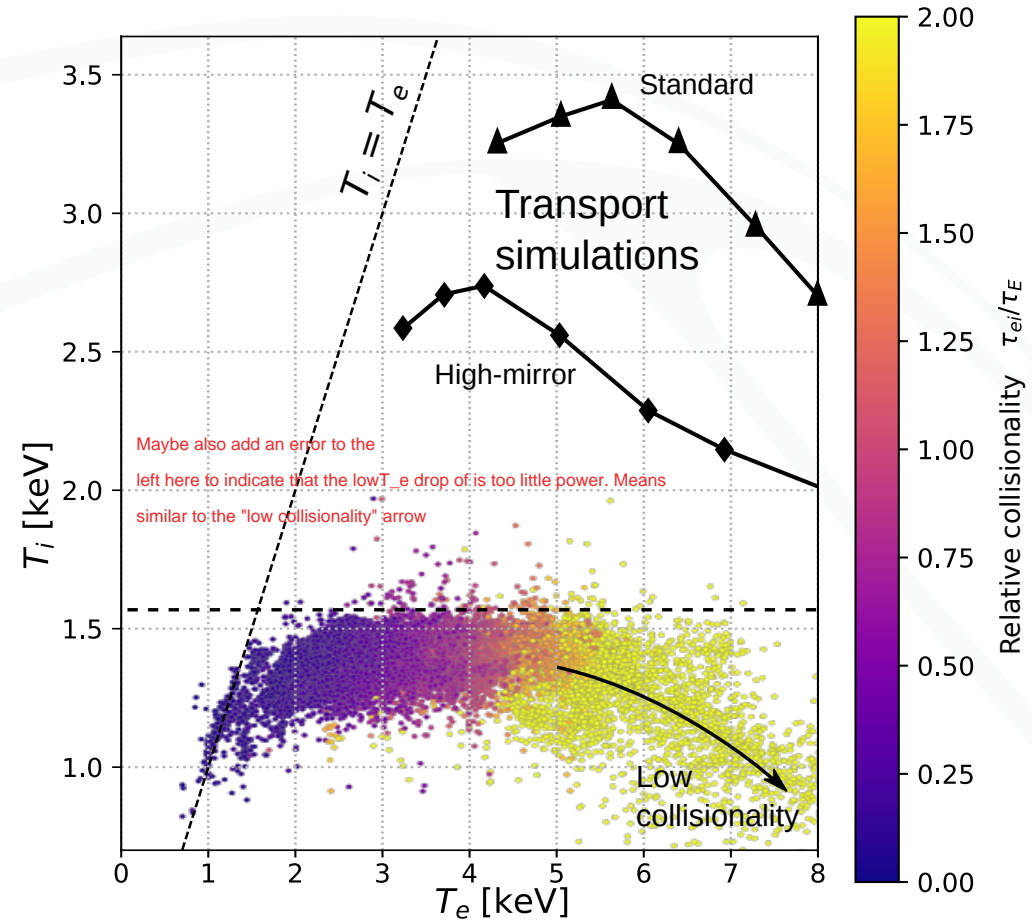 2.00
1.75
1.50
1.25
1.00
0.75
0.50
0.25
0.00
Relative collisionality τei/τE
3.5
3.0
2.5
2.0
1.5
1.0
Ti [keV]
Ti = Te
Standard
Transport
simulations
High-mirror
Maybe also add an error to the
left here to indicate that the lowT_e drop of is too little power. Means
similar to the "low collisionality" arrow
Low
collisionality
0 1 2 3 4 5 6 7 8
Te [keV]